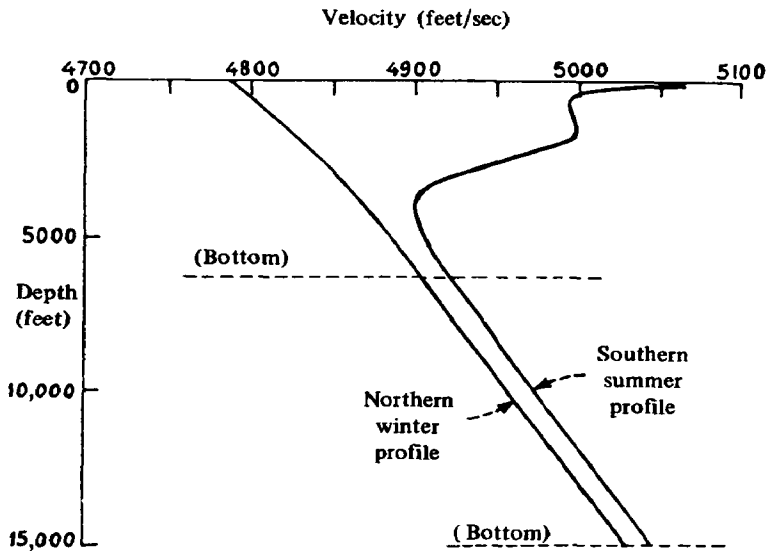 Velocity (feet/sec)
4700 4800 4900 5000 5100
0
5000
(Bottom)
Depth
(feet)
Southern
summer
profile
10,000
Northern
winter
profile
15,000
(Bottom)